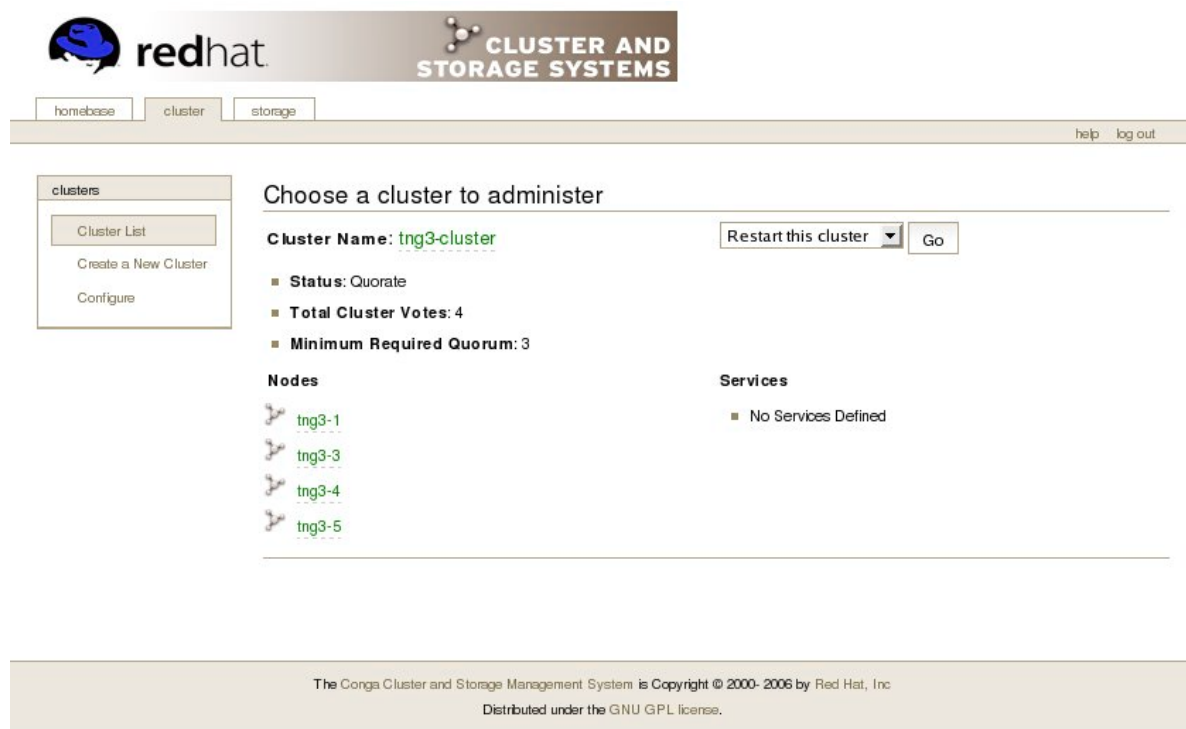 redhat.
CLUSTER AND
STORAGE SYSTEMS
homebase cluster storage
help log out
clusters
Cluster List
Create a New Cluster
Configure
Choose a cluster to administer
Cluster Name: tng3-cluster
Restart this cluster Go
Status: Quorate
Total Cluster Votes: 4
Minimum Required Quorum: 3
Nodes
tng3-1
tng3-3
tng3-4
tng3-5
Services
No Services Defined
The Conga Cluster and Storage Management System is Copyright © 2000- 2006 by Red Hat, Inc
Distributed under the GNU GPL license.